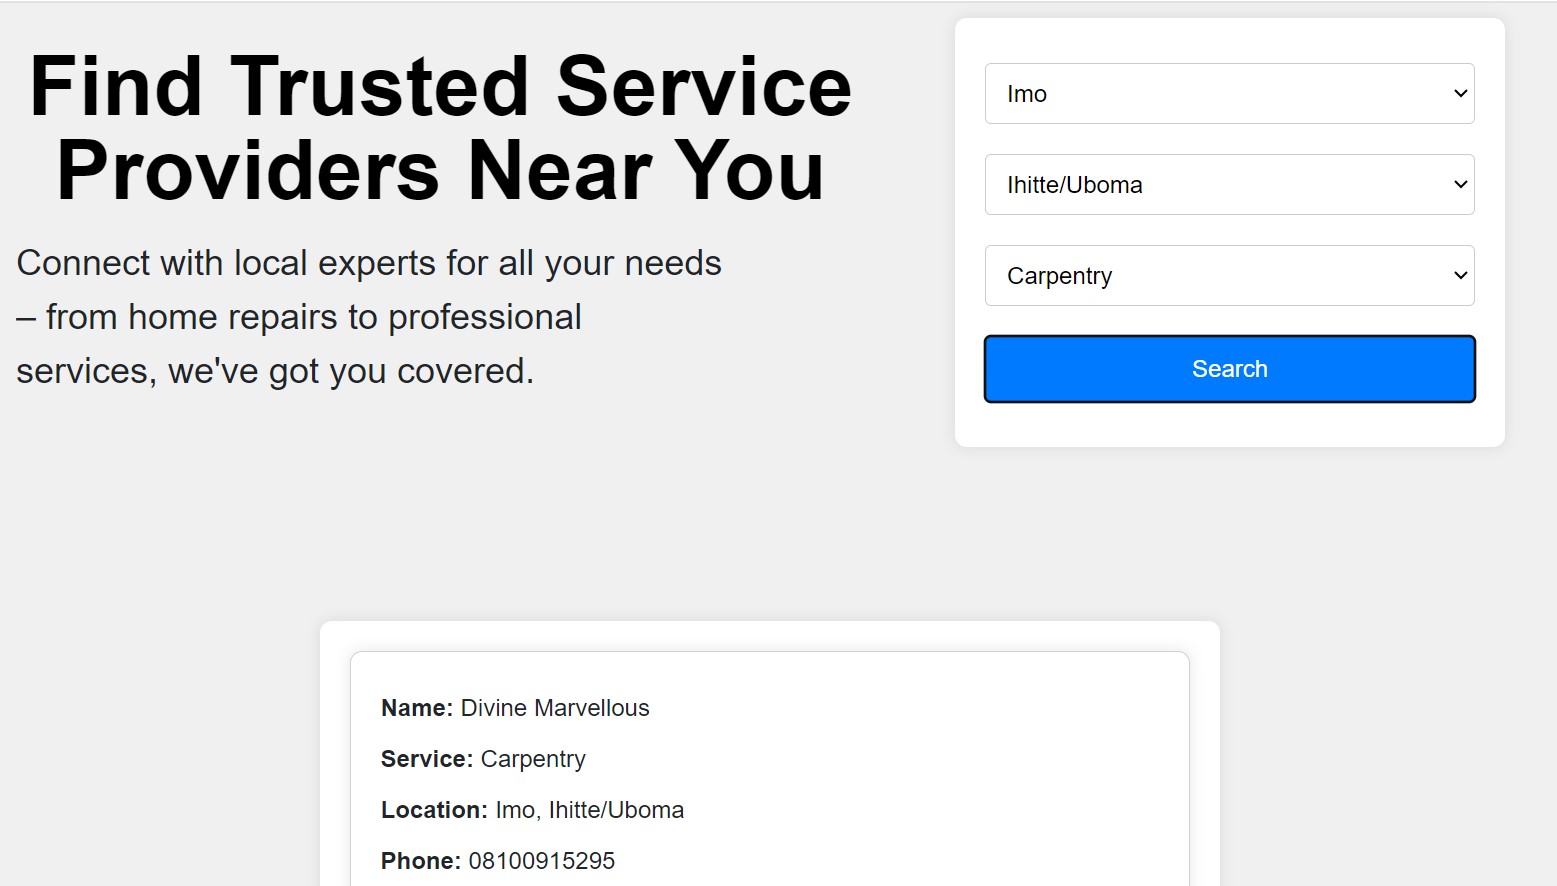 Find Trusted Service
Providers Near You
Connect with local experts for all your needs
– from home repairs to professional
services, we've got you covered.
Imo
Ihitte/Uboma
Carpentry
Search
Name: Divine Marvellous
Service: Carpentry
Location: Imo, Ihitte/Uboma
Phone: 08100915295